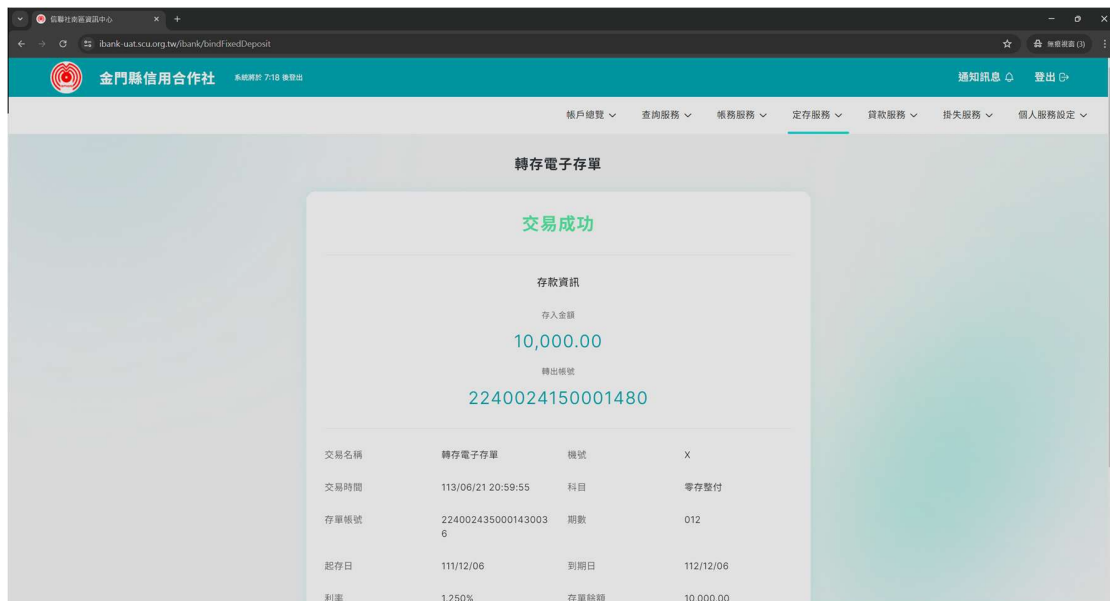 信聯社南區資訊中心
ibank-uat.scu.org.tw/ibank/bindFixedDeposit
無痕視窗 (3)
金門縣信用合作社 系統將於 7:18 後登出 通知訊息 登出
帳戶總覽 查詢服務 帳務服務 定存服務 貸款服務 掛失服務 個人服務設定
轉存電子存單
交易成功
存款資訊
存入金額
10,000.00
轉出帳號
2240024150001480
交易名稱 轉存電子存單 機號 X
交易時間 113/06/21 20:59:55 科目 零存整付
存單帳號 224002435000143003 期數 012
6
起存日 111/12/06 到期日 112/12/06
利率 1.250% 存單餘額 10,000.00